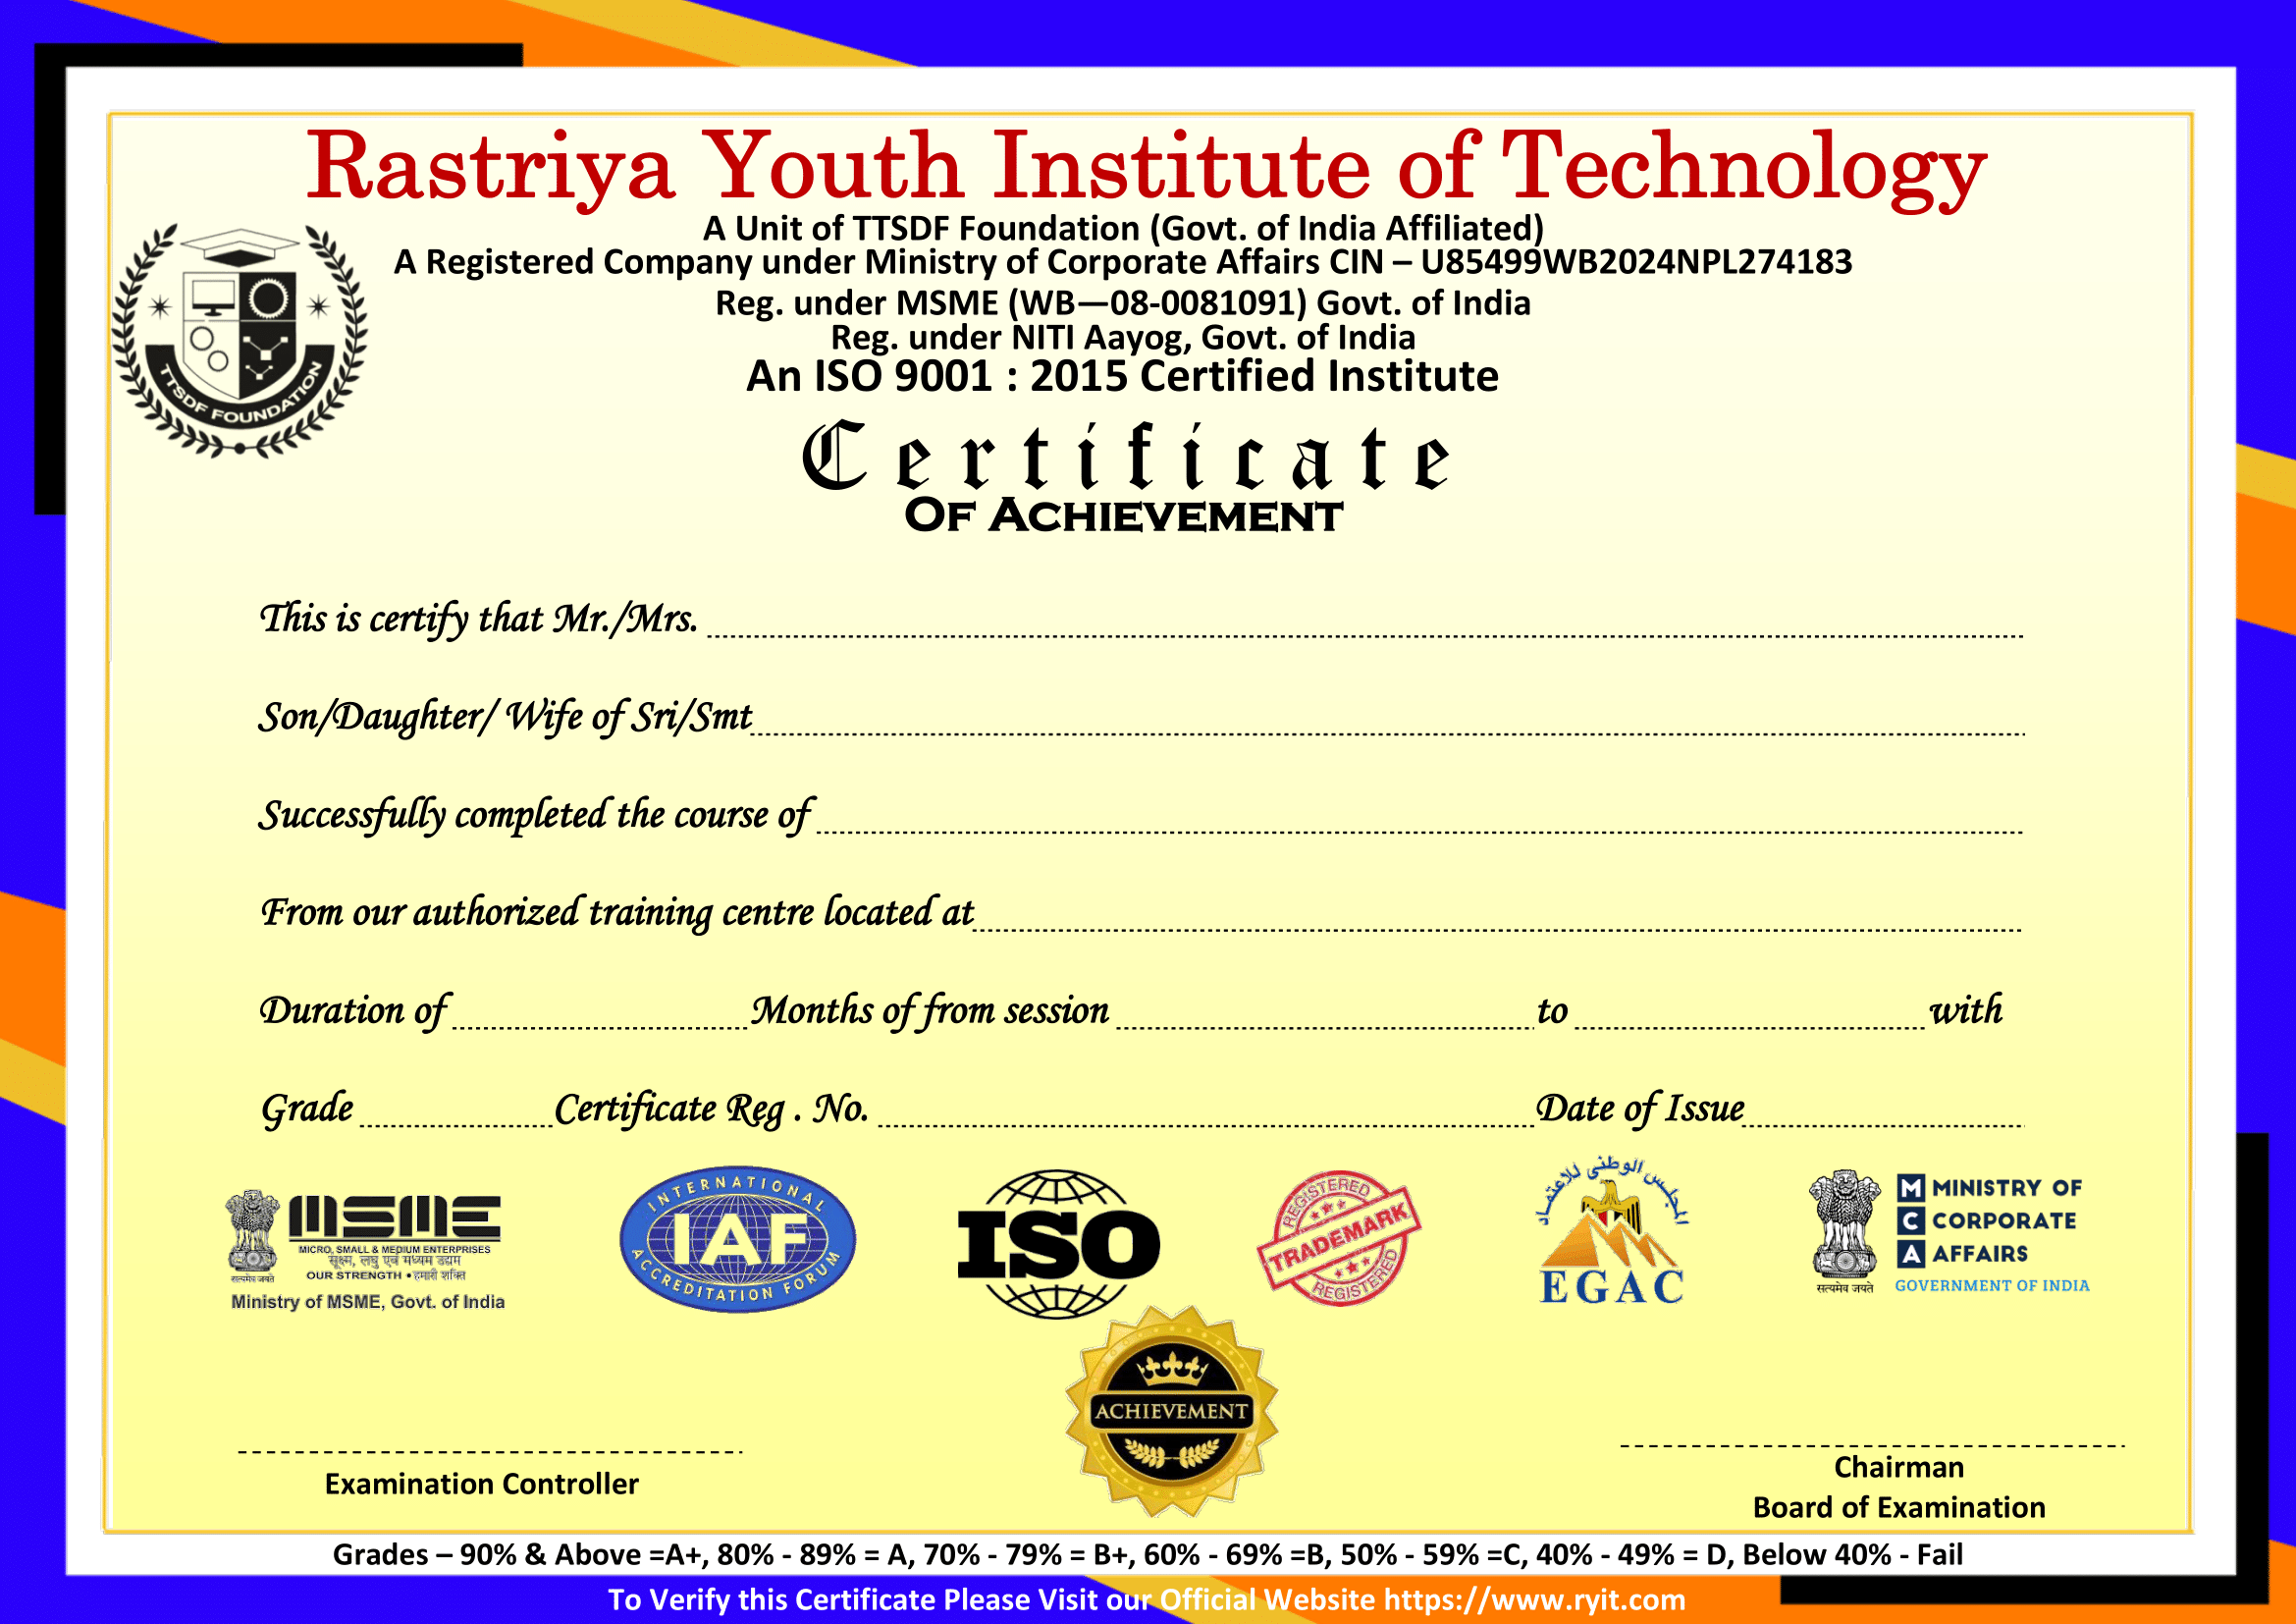 Rastriya Youth Institute of Technology
A Unit of TTSDF Foundation (Govt. of India Affiliated)
A Registered Company under Ministry of Corporate Affairs CIN – U85499WB2024NPL274183
Reg. under MSME (WB—08-0081091) Govt. of India
Reg. under NITI Aayog, Govt. of India
An ISO 9001 : 2015 Certified Institute
TTSDF FOUNDATION
Certificate
OF ACHIEVEMENT
This is certify that Mr./Mrs.
Son/Daughter/ Wife of Sri/Smt
Successfully completed the course of
From our authorized training centre located at
Duration of Months of from session to with
Grade Certificate Reg . No. Date of Issue
सत्यमेव जयते
MSME
MICRO, SMALL & MEDIUM ENTERPRISES
सूक्ष्म, लघु एवं मध्यम उद्यम
OUR STRENGTH • हमारी शक्ति
Ministry of MSME, Govt. of India
INTERNATIONAL
IAF
ACCREDITATION FORUM
ISO
REGISTERED
TRADEMARK
REGISTERED
المجلس الوطنى للاعتماد
EGAC
सत्यमेव जयते
M MINISTRY OF
C CORPORATE
A AFFAIRS
GOVERNMENT OF INDIA
ACHIEVEMENT
Examination Controller
Chairman
Board of Examination
Grades – 90% & Above =A+, 80% - 89% = A, 70% - 79% = B+, 60% - 69% =B, 50% - 59% =C, 40% - 49% = D, Below 40% - Fail
To Verify this Certificate Please Visit our Official Website https://www.ryit.com